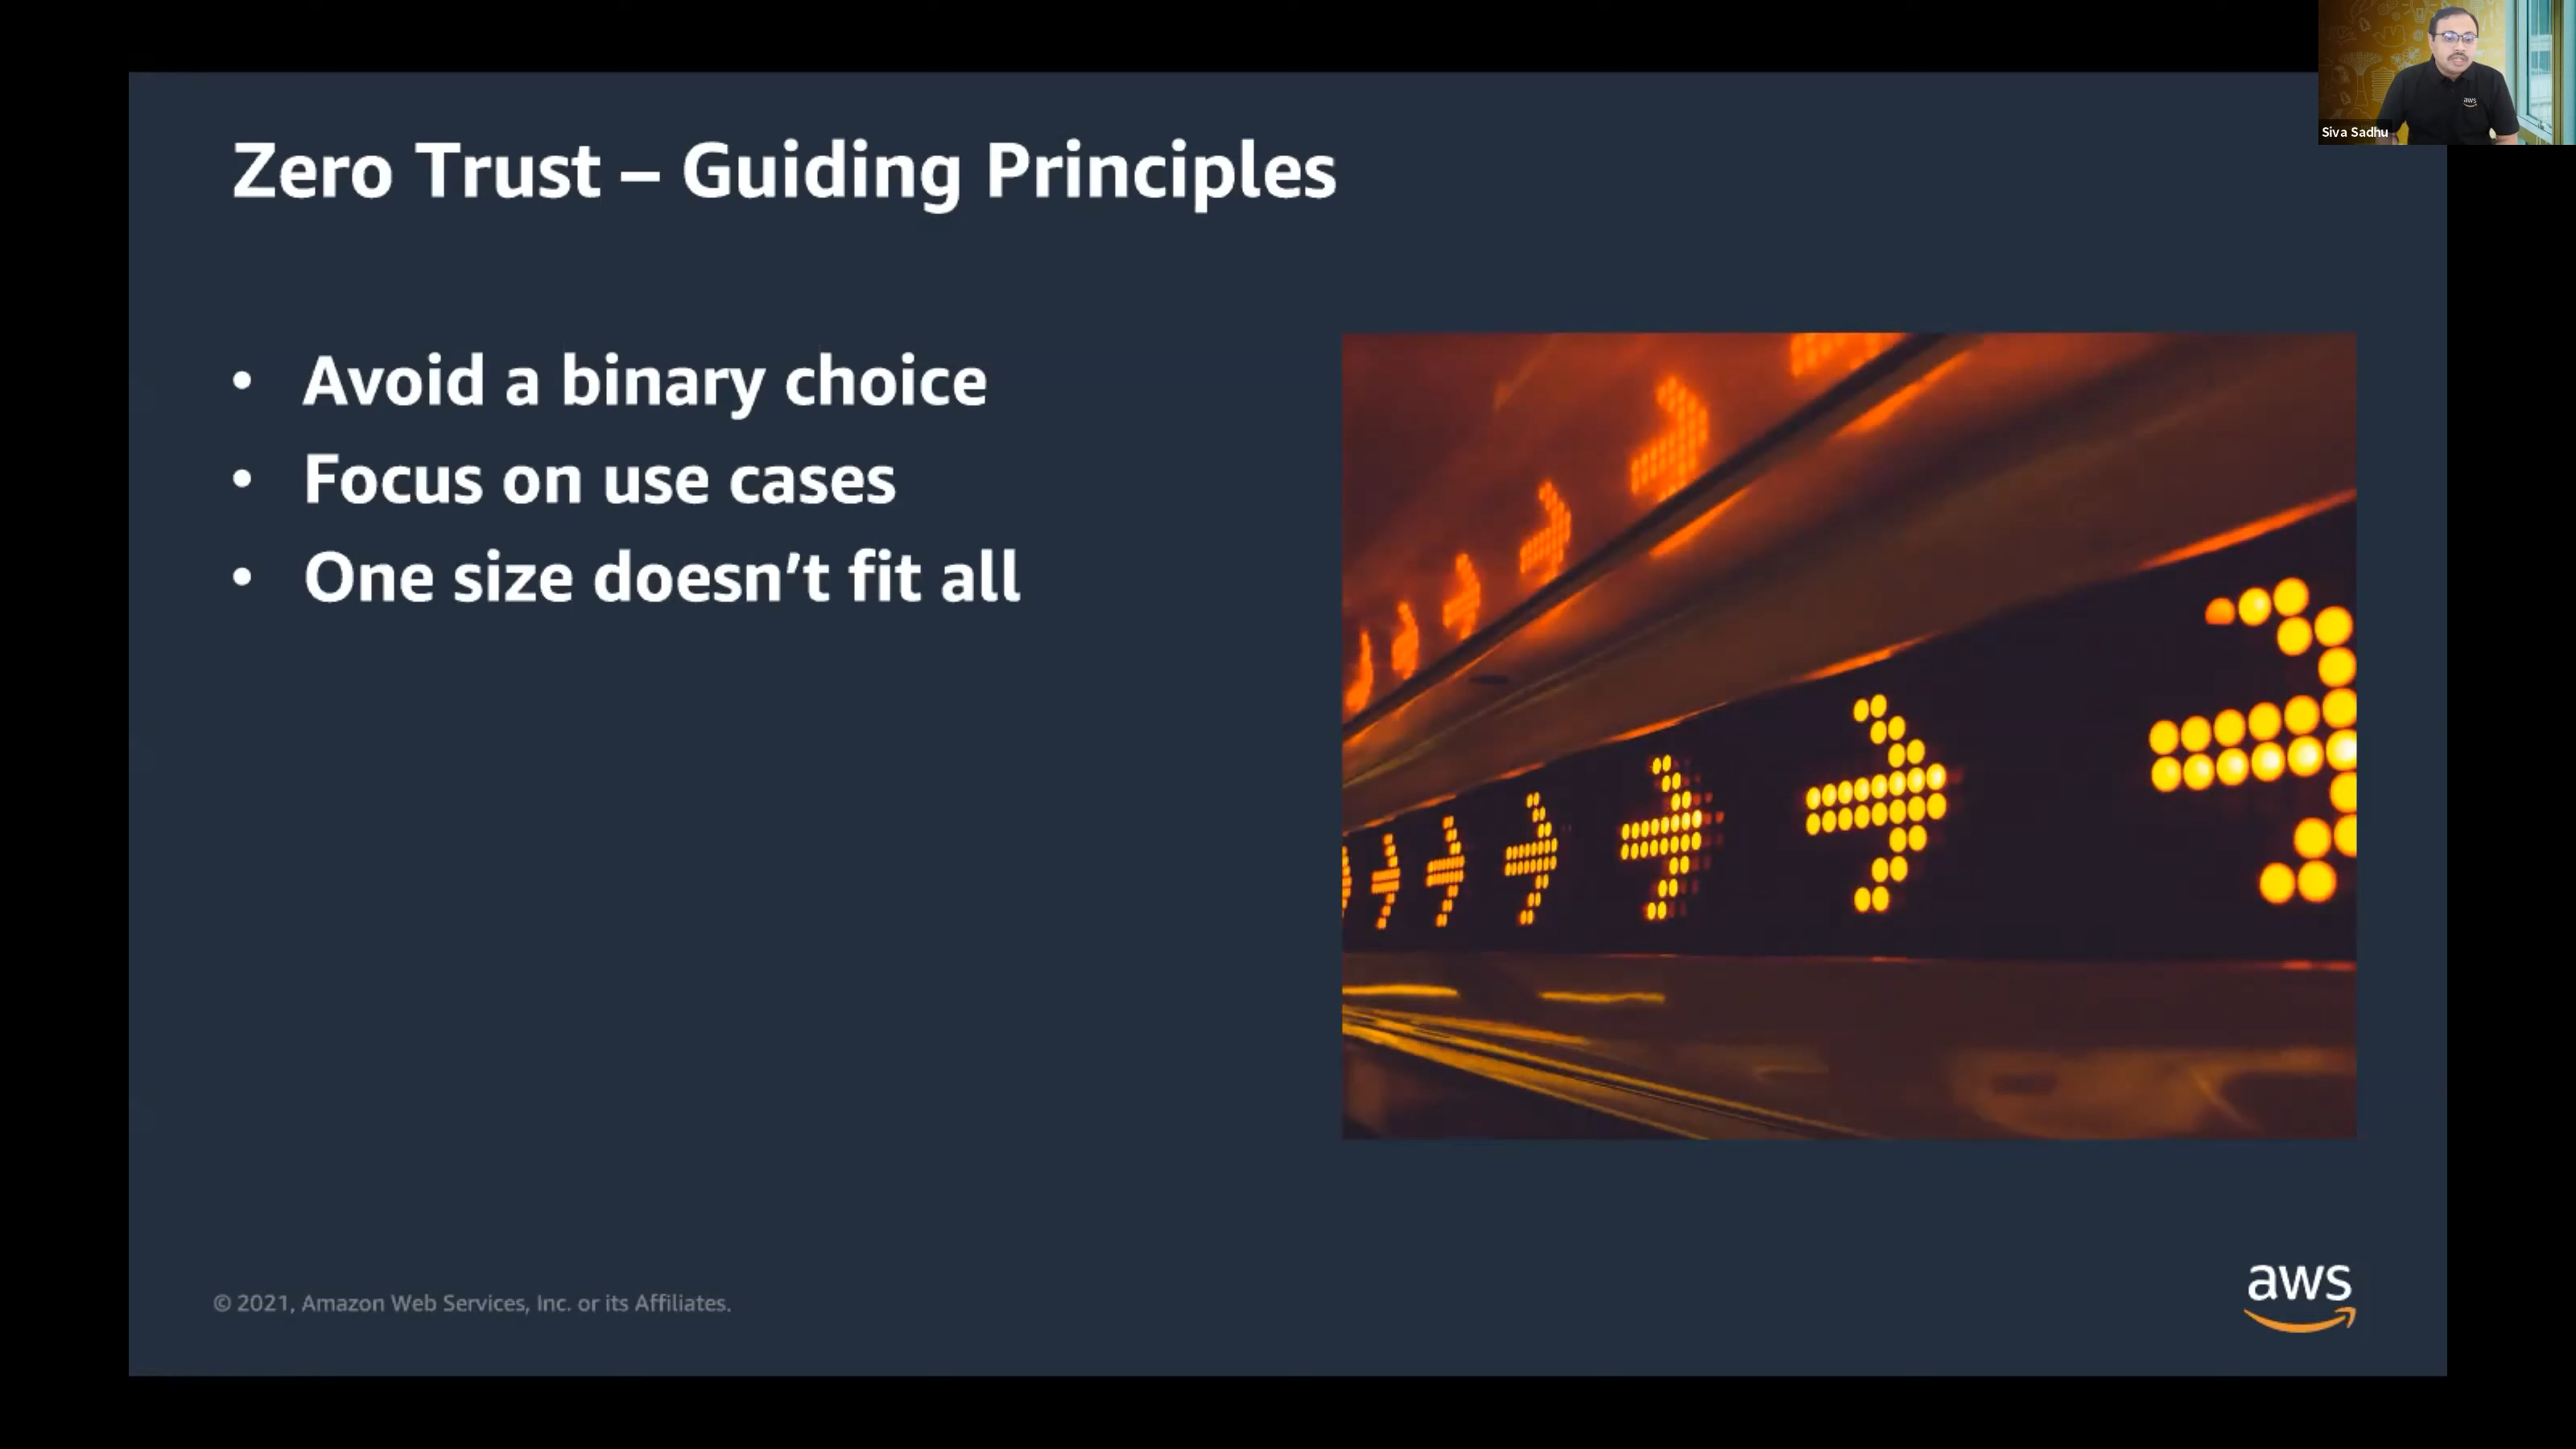 Zero Trust – Guiding Principles
• Avoid a binary choice
• Focus on use cases
• One size doesn’t fit all
© 2021, Amazon Web Services, Inc. or its Affiliates.
aws
Siva Sadhu
aws